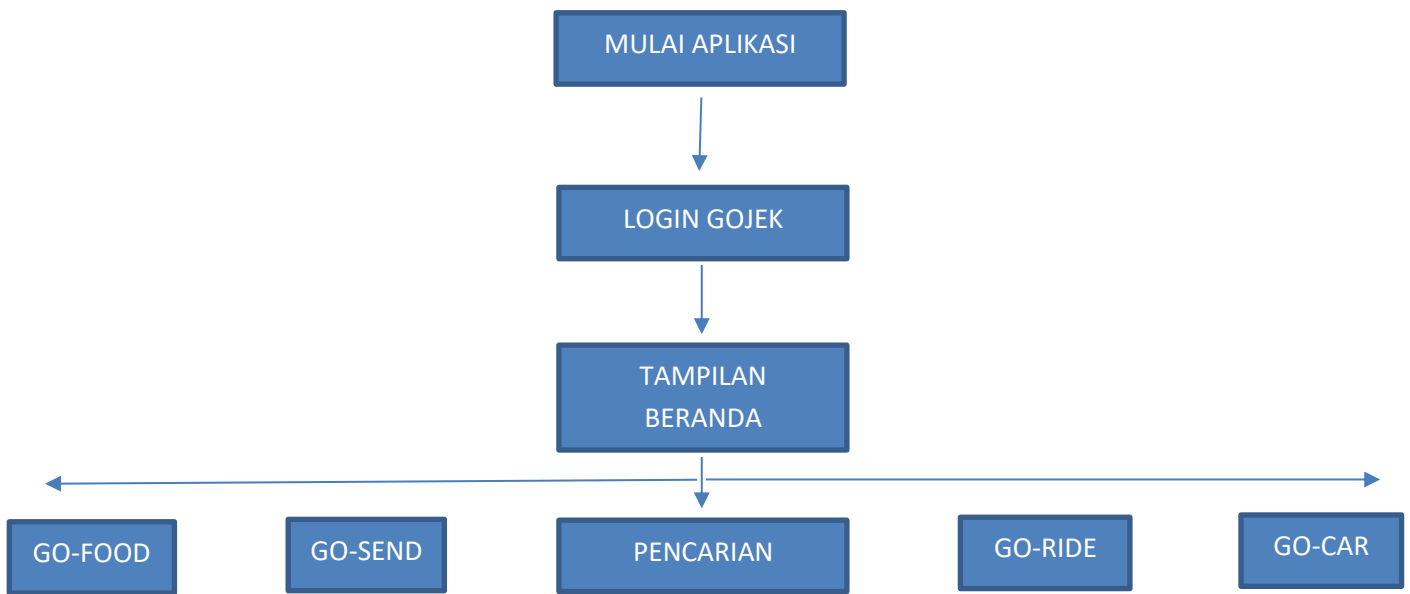 MULAI APLIKASI
LOGIN GOJEK
TAMPILAN
BERANDA
GO-FOOD
GO-SEND
PENCARIAN
GO-RIDE
GO-CAR